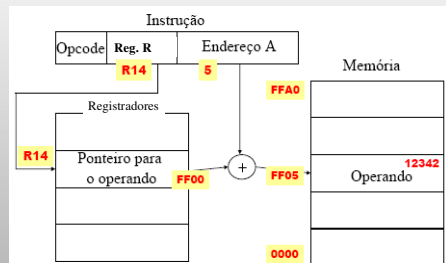 Instrução
Opcode Reg. R Endereço A
R14 5
Memória
FFA0
Registradores
R14
Ponteiro para
o operando
FF00
+
FF05
12342
Operando
0000